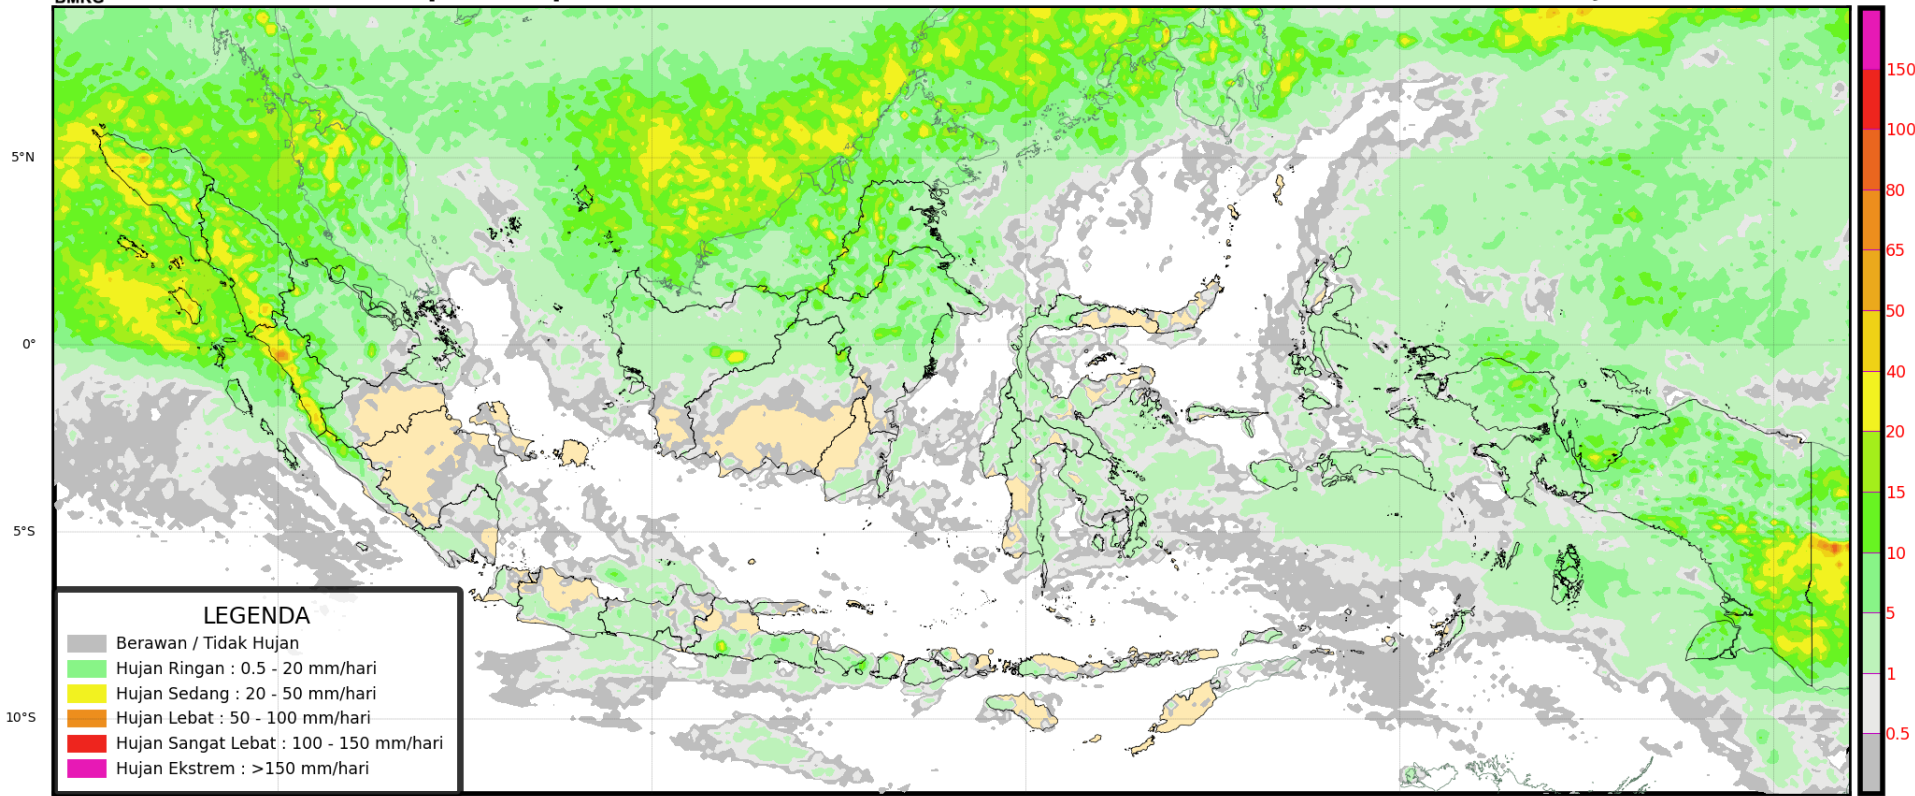 BMKG
5°N
0°
5°S
10°S
LEGENDA
Berawan / Tidak Hujan
Hujan Ringan : 0.5 - 20 mm/hari
Hujan Sedang : 20 - 50 mm/hari
Hujan Lebat : 50 - 100 mm/hari
Hujan Sangat Lebat : 100 - 150 mm/hari
Hujan Ekstrem : >150 mm/hari
150
100
80
65
50
40
20
15
10
5
1
0.5